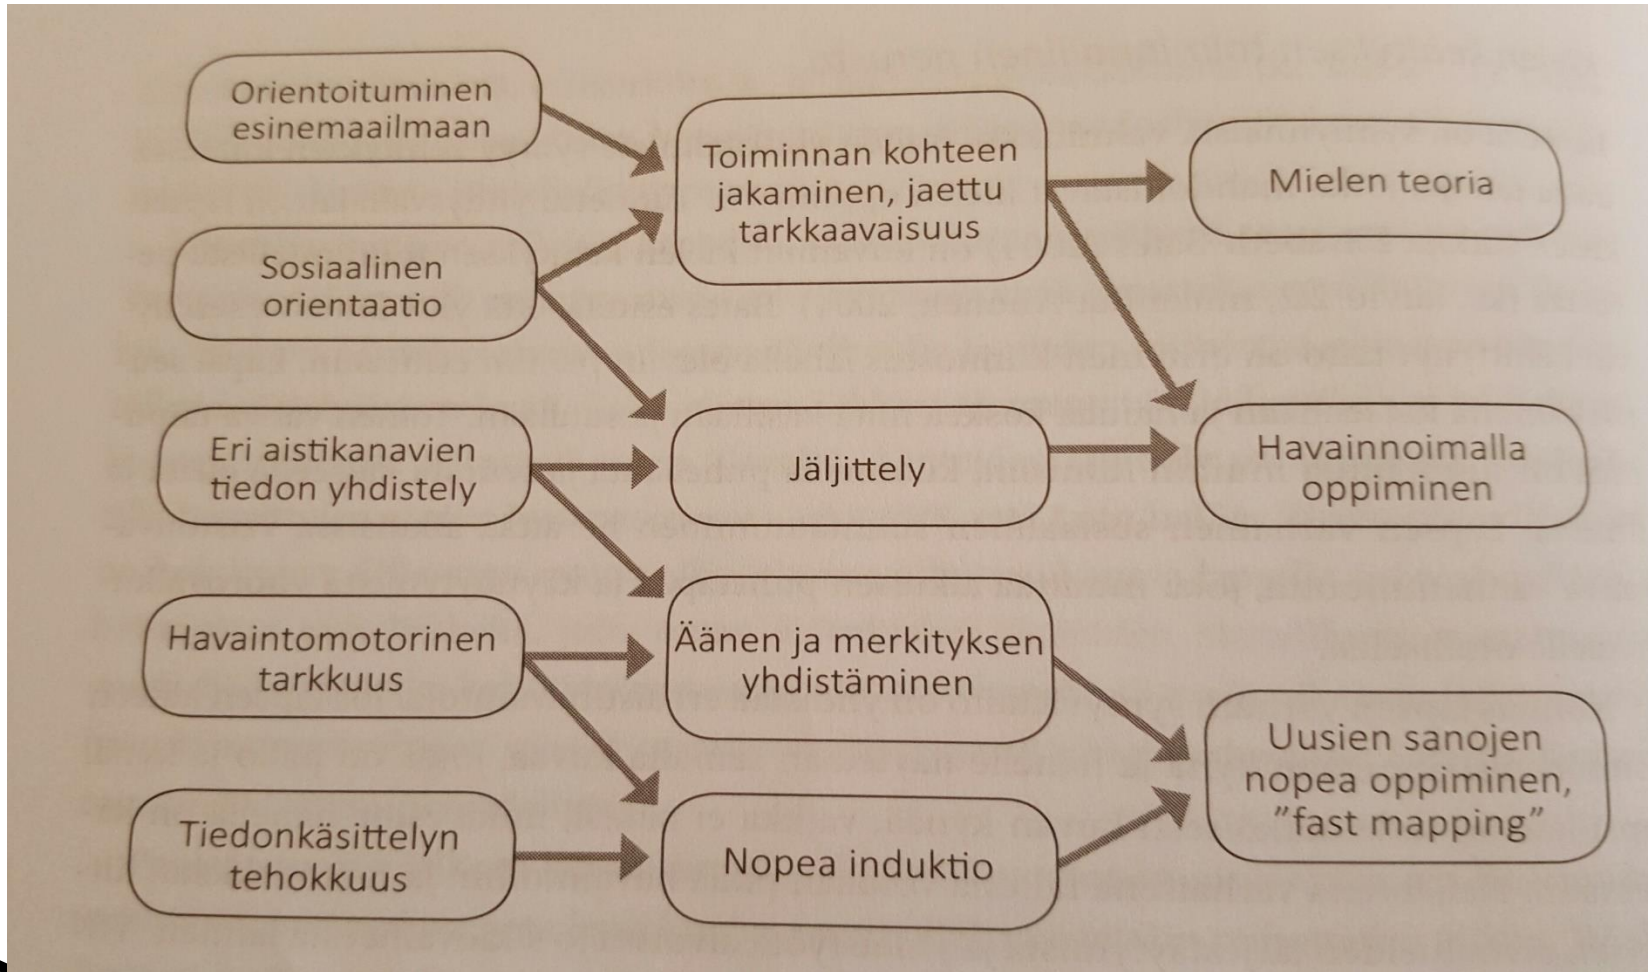 Orientoituminen
esinemaailmaan
Sosiaalinen
orientaatio
Eri aistikanavien
tiedon yhdistely
Havaintomotorinen
tarkkuus
Tiedonkäsittelyn
tehokkuus
Toiminnan kohteen
jakaminen, jaettu
tarkkaavaisuus
Jäljittely
Äänen ja merkityksen
yhdistäminen
Nopea induktio
Mielen teoria
Havainnoimalla
oppiminen
Uusien sanojen
nopea oppiminen,
”fast mapping”